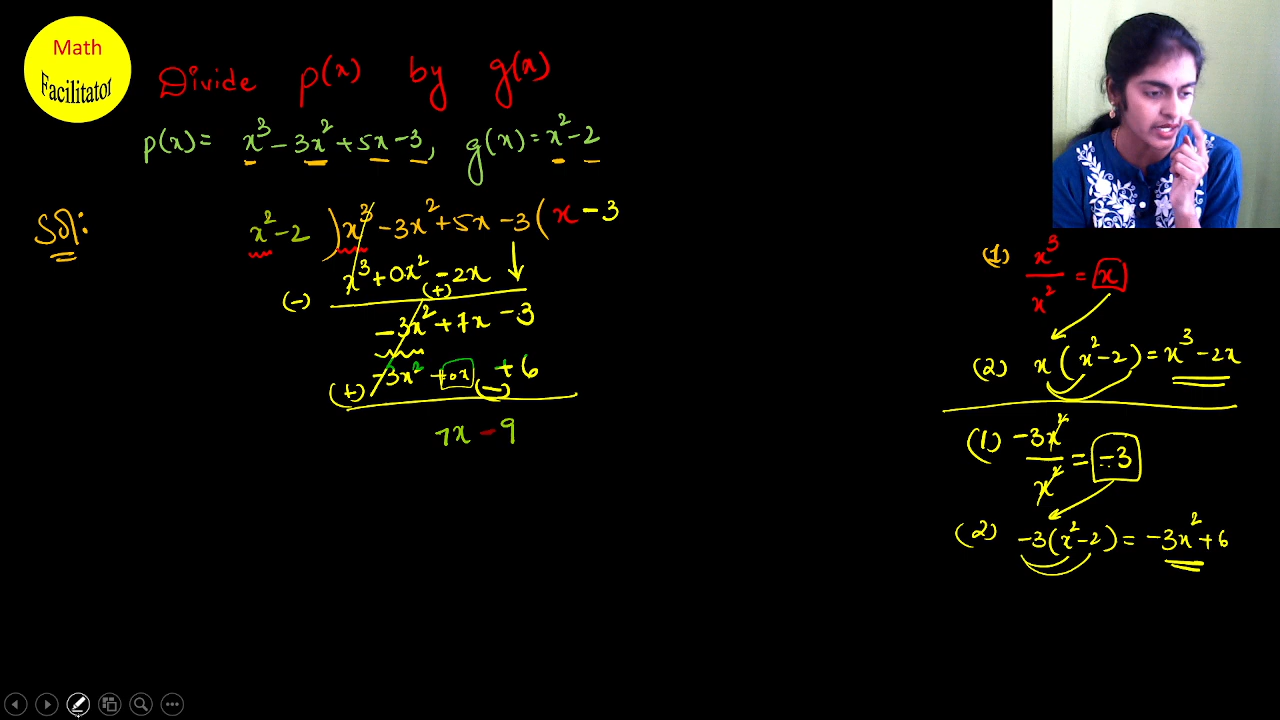 Math
Facilitator
Divide p(x) by g(x)
p(x) = x³ - 3x² + 5x - 3, g(x) = x² - 2
Sol:
x² - 2 ) x³ - 3x² + 5x - 3 ( x - 3
x³ + 0x² - 2x
(-) (+)
-3x² + 7x - 3
-3x² + 0x + 6
(+) (-)
7x - 9
(1) x³/x² = x
(2) x(x² - 2) = x³ - 2x
(1) -3x²/x² = -3
(2) -3(x² - 2) = -3x² + 6